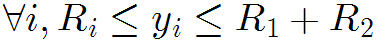 ∀i, R_i ≤ y_i ≤ R_1 + R_2